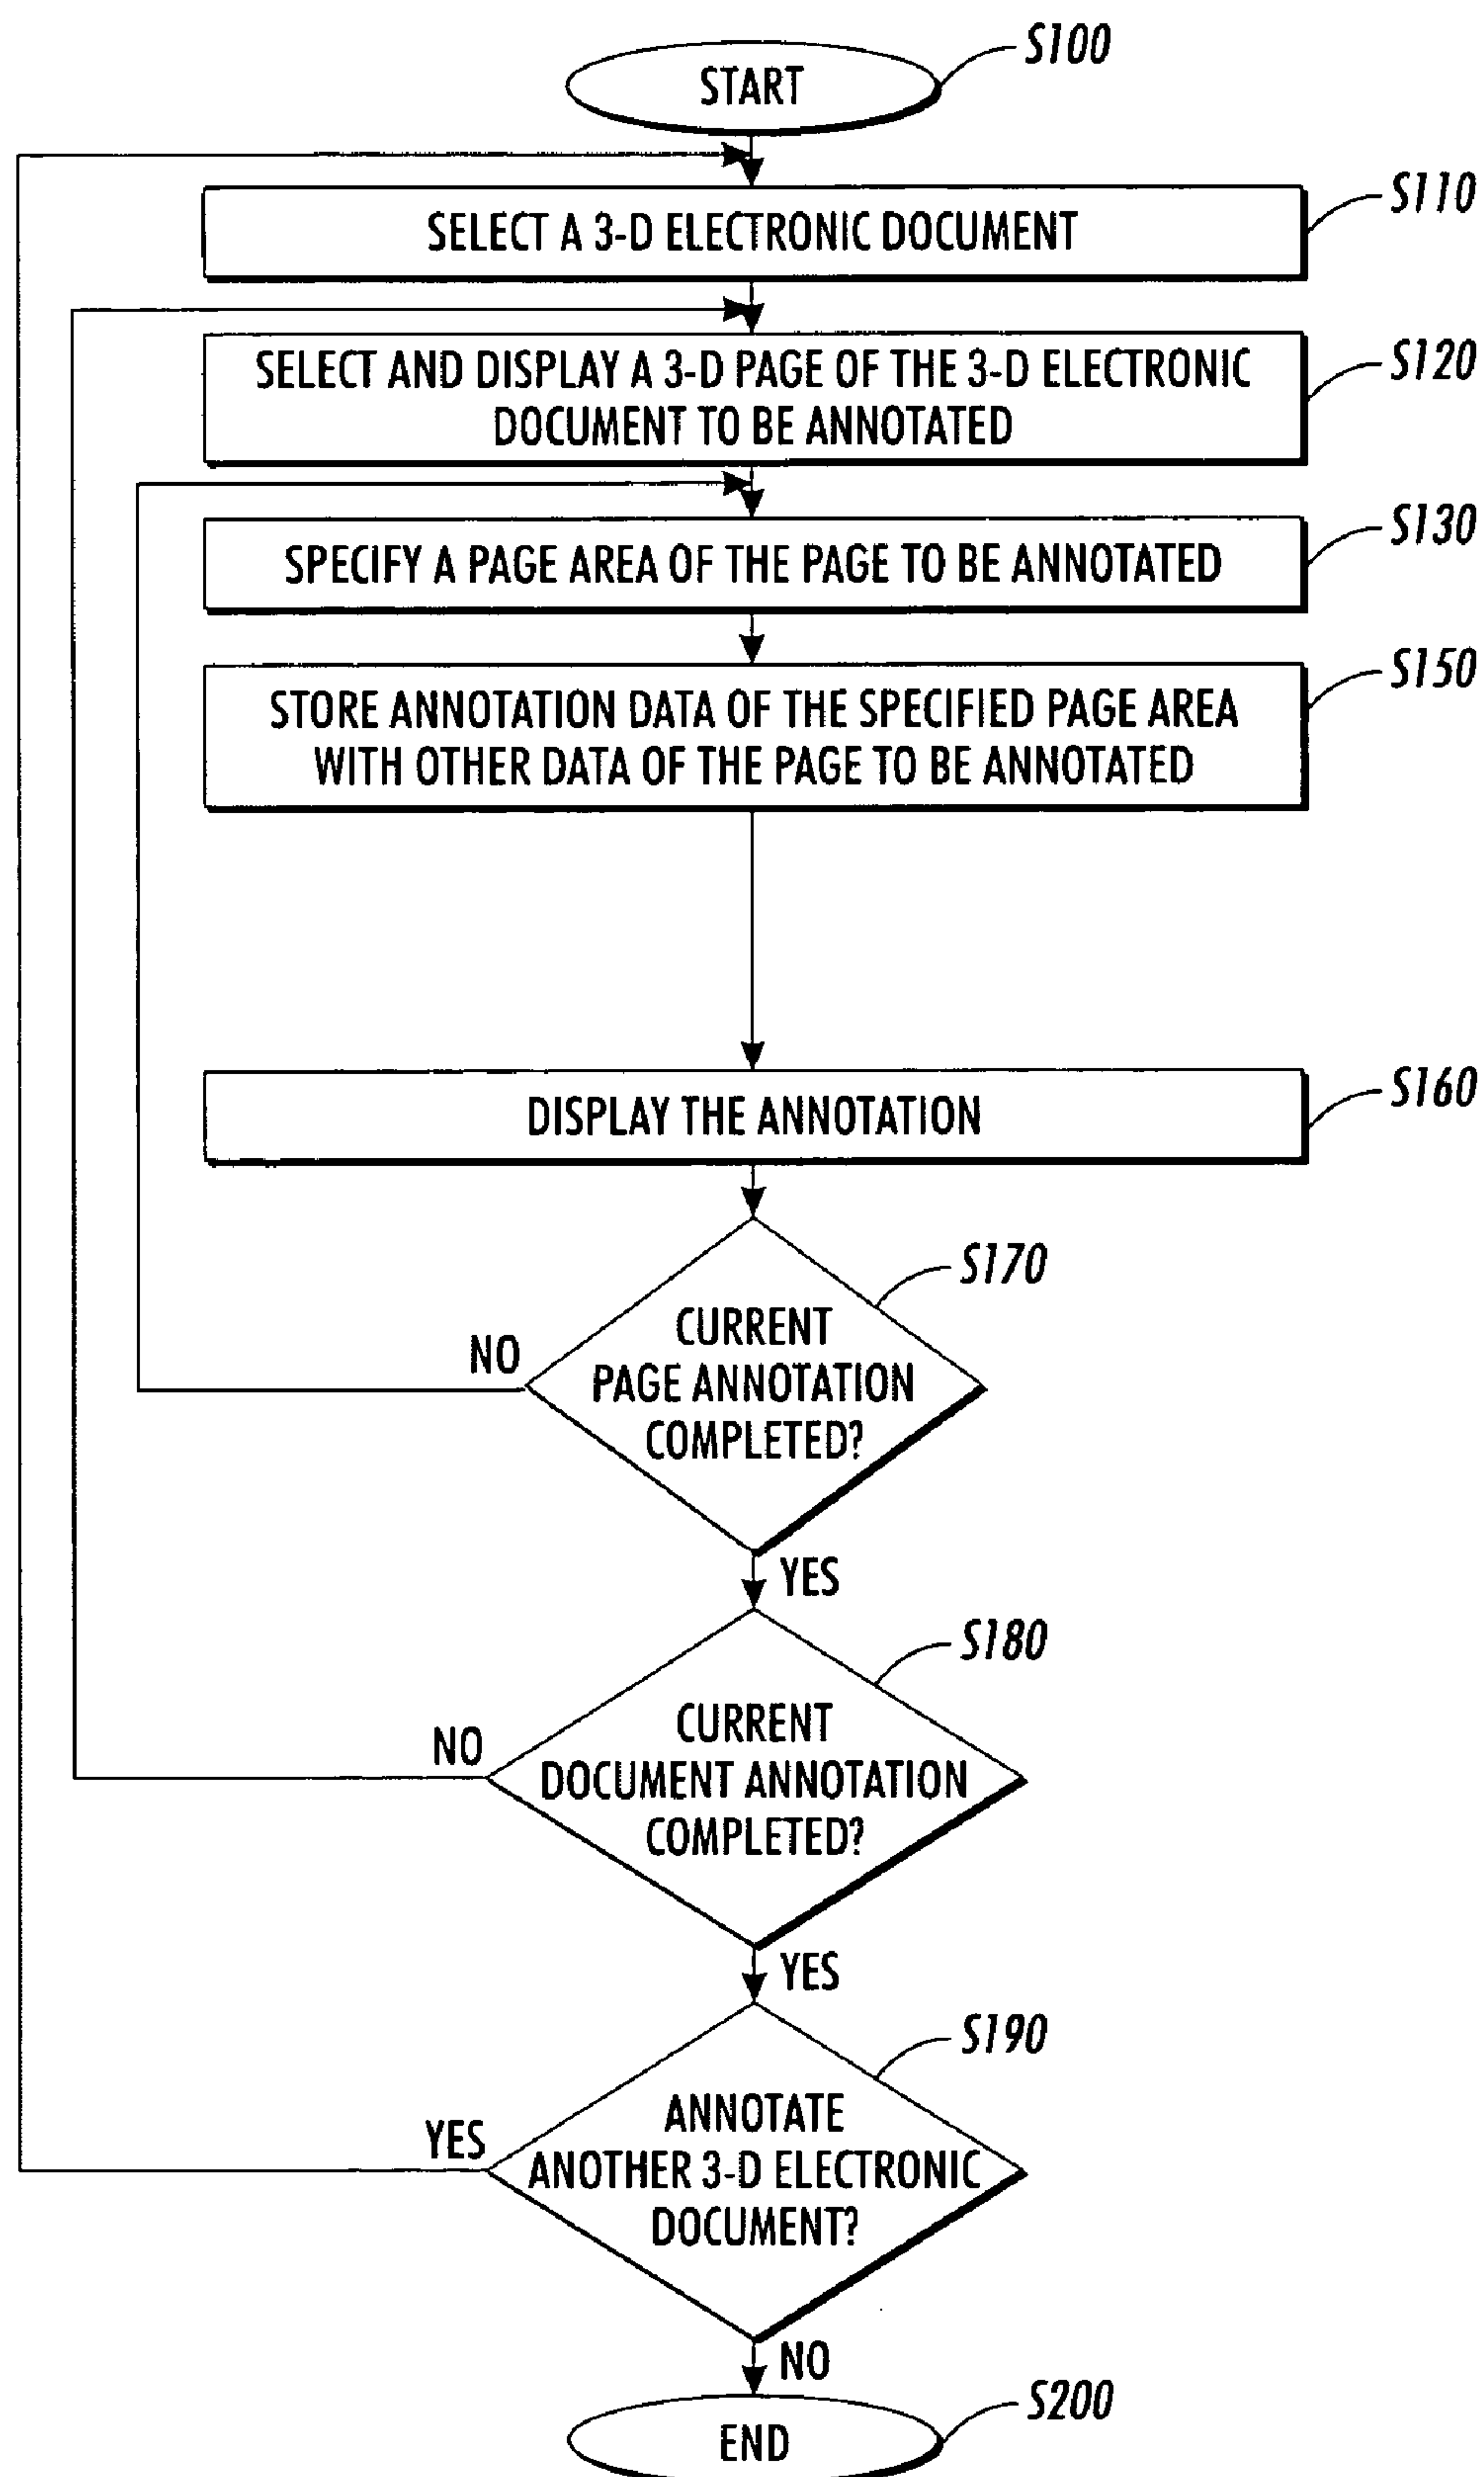 START
S100
SELECT A 3-D ELECTRONIC DOCUMENT
S110
SELECT AND DISPLAY A 3-D PAGE OF THE 3-D ELECTRONIC
DOCUMENT TO BE ANNOTATED
S120
SPECIFY A PAGE AREA OF THE PAGE TO BE ANNOTATED
S130
STORE ANNOTATION DATA OF THE SPECIFIED PAGE AREA
WITH OTHER DATA OF THE PAGE TO BE ANNOTATED
S150
DISPLAY THE ANNOTATION
S160
CURRENT
PAGE ANNOTATION
COMPLETED?
S170
NO
YES
CURRENT
DOCUMENT ANNOTATION
COMPLETED?
S180
NO
YES
ANNOTATE
ANOTHER 3-D ELECTRONIC
DOCUMENT?
S190
YES
NO
END
S200